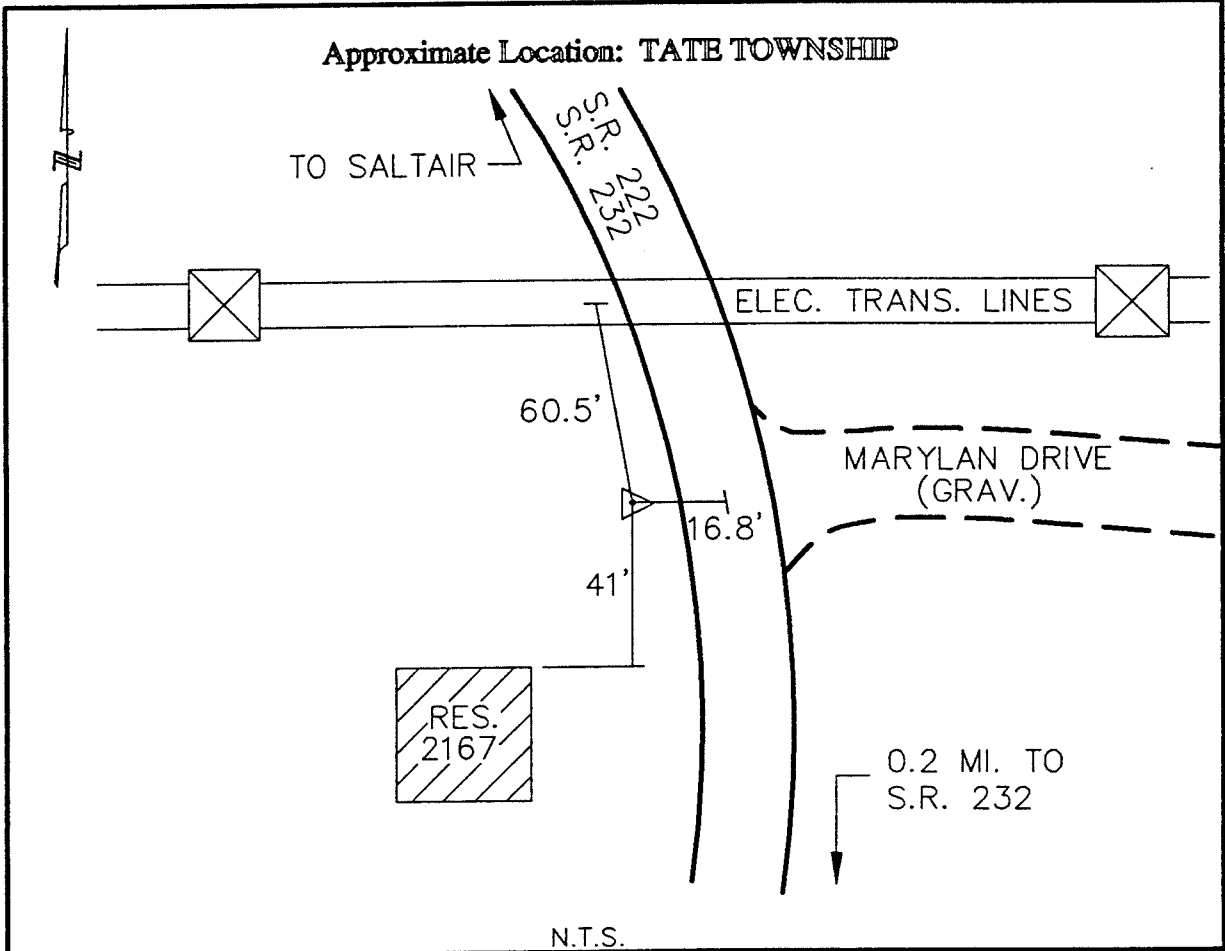 Approximate Location: TATE TOWNSHIP
N
TO SALTAIR
S.R. 222
S.R. 232
ELEC. TRANS. LINES
60.5'
MARYLAN DRIVE
(GRAV.)
16.8'
41'
RES.
2167
0.2 MI. TO
S.R. 232
N.T.S.